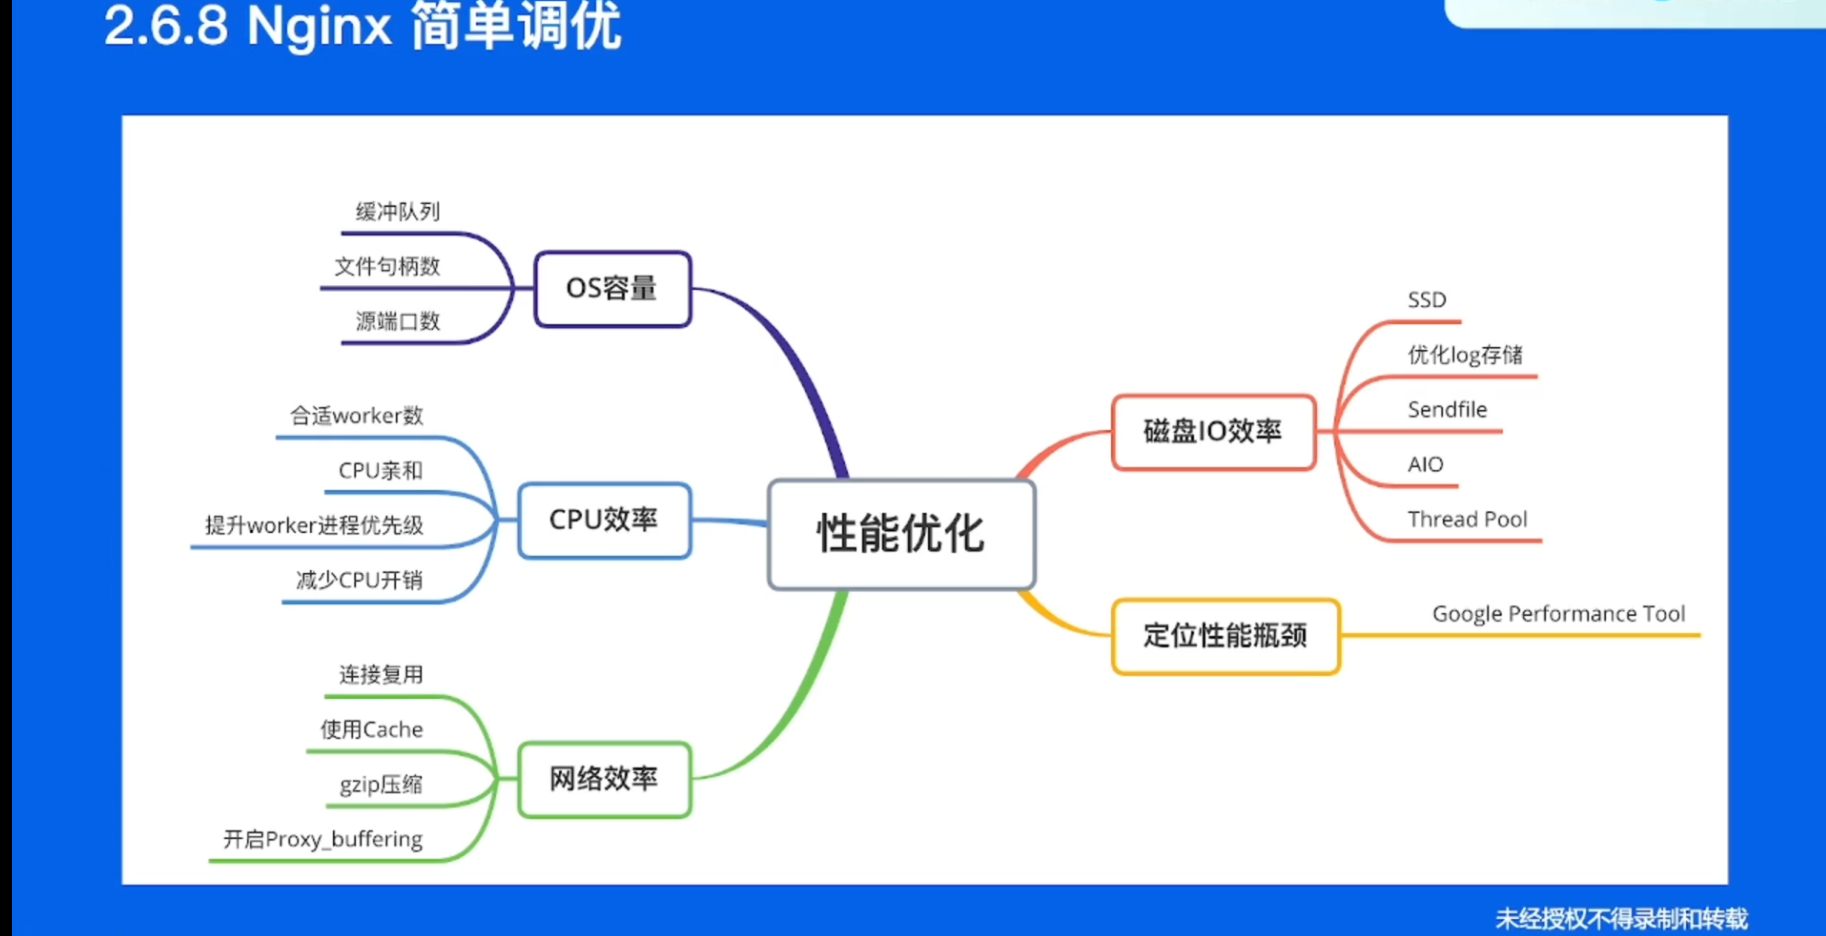 2.6.8 Nginx 简单调优
缓冲队列
文件句柄数
源端口数
OS容量
合适worker数
CPU亲和
提升worker进程优先级
减少CPU开销
CPU效率
连接复用
使用Cache
gzip压缩
开启Proxy_buffering
网络效率
性能优化
磁盘IO效率
SSD
优化log存储
Sendfile
AIO
Thread Pool
定位性能瓶颈
Google Performance Tool
未经授权不得录制和转载